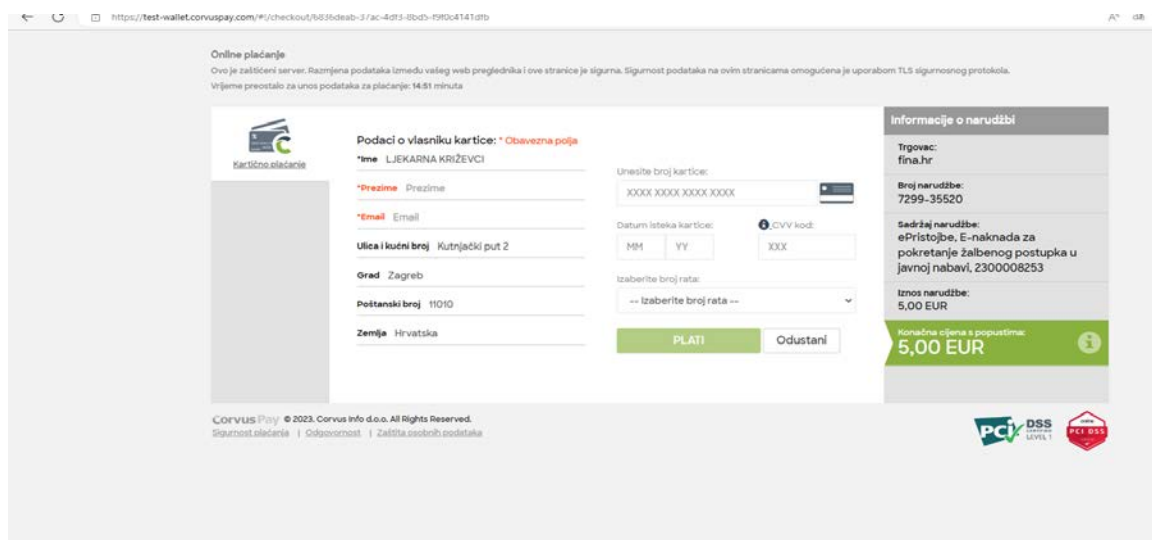 https://test-wallet.corvuspay.com/#!/checkout/6836deab-37ac-4df3-8bd5-f9f0c4141dfb
Online plaćanje
Ovo je zaštićeni server. Razmjena podataka između vašeg web preglednika i ove stranice je sigurna. Sigurnost podataka na ovim stranicama omogućena je uporabom TLS sigurnosnog protokola.
Vrijeme preostalo za unos podataka za plaćanje: 14:51 minuta
Kartično plaćanje
Podaci o vlasniku kartice: * Obavezna polja
*Ime LJEKARNA KRIŽEVCI
*Prezime Prezime
*Email Email
Ulica i kućni broj Kutnjački put 2
Grad Zagreb
Poštanski broj 11010
Zemlja Hrvatska
Unesite broj kartice:
XXXX XXXX XXXX XXXX
Datum isteka kartice: CVV kod:
MM YY XXX
Izaberite broj rata:
-- Izaberite broj rata --
PLATI Odustani
Informacije o narudžbi
Trgovac:
fina.hr
Broj narudžbe:
7299-35520
Sadržaj narudžbe:
ePristojbe, E-naknada za
pokretanje žalbenog postupka u
javnoj nabavi, 2300008253
Iznos narudžbe:
5,00 EUR
Konačna cijena s popustima:
5,00 EUR
CorvusPay © 2023. Corvus Info d.o.o. All Rights Reserved.
Sigurnost plaćanja | Odgovornost | Zaštita osobnih podataka
PCI DSS
LEVEL 1
PCI DSS